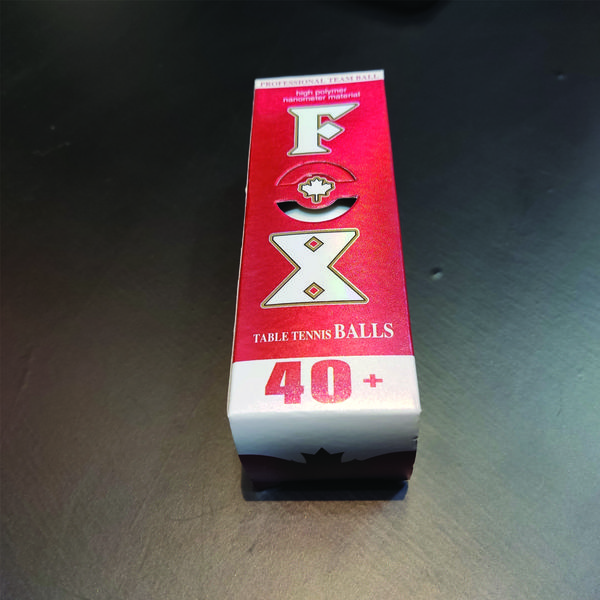 PROFESSIONAL TEAM BALL
high polymer
nanometer material
F
X
TABLE TENNIS BALLS
40+